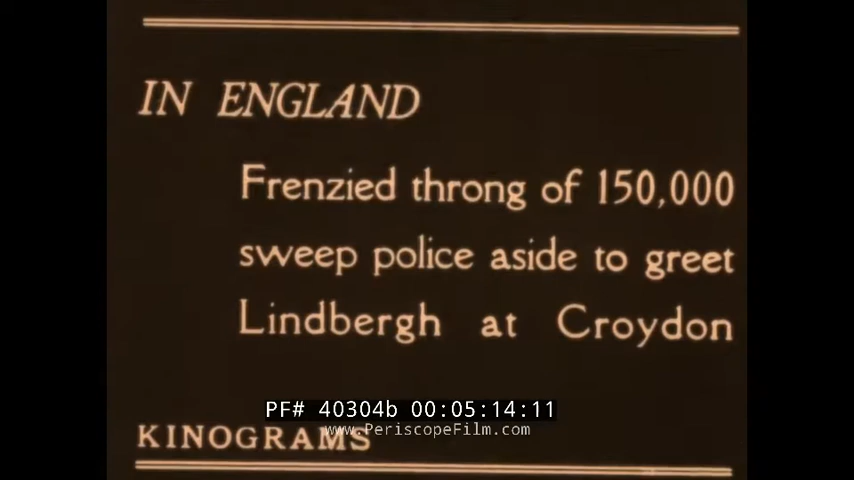 IN ENGLAND
Frenzied throng of 150,000
sweep police aside to greet
Lindbergh at Croydon
PF# 40304b 00:05:14:11
www.PeriscopeFilm.com
KINOGRAMS